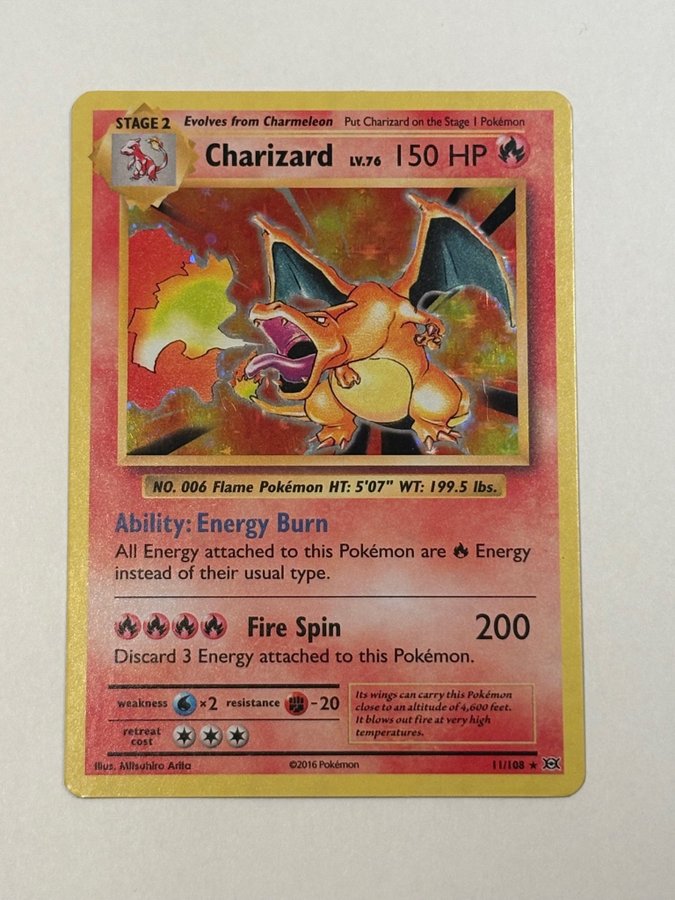 STAGE 2 Evolves from Charmeleon Put Charizard on the Stage 1 Pokémon
Charizard LV.76 150 HP
NO. 006 Flame Pokémon HT: 5'07" WT: 199.5 lbs.
Ability: Energy Burn
All Energy attached to this Pokémon are Energy
instead of their usual type.
Fire Spin 200
Discard 3 Energy attached to this Pokémon.
weakness ×2 resistance -20
retreat
cost
Its wings can carry this Pokémon
close to an altitude of 4,600 feet.
It blows out fire at very high
temperatures.
Illus. Mitsuhiro Arita ©2016 Pokémon 11/108 ★